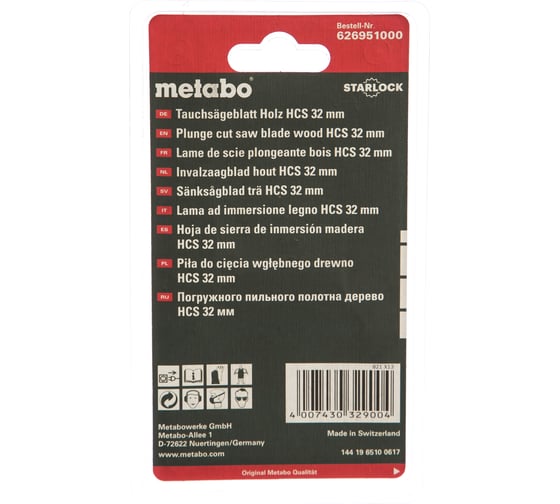 Bestell-Nr.
626951000
metabo®
STARLOCK
DE Tauchsägeblatt Holz HCS 32 mm
EN Plunge cut saw blade wood HCS 32 mm
FR Lame de scie plongeante bois HCS 32 mm
NL Invalzaagblad hout HCS 32 mm
SV Sänksågblad trä HCS 32 mm
IT Lama ad immersione legno HCS 32 mm
ES Hoja de sierra de inmersión madera
HCS 32 mm
PL Piła do cięcia wgłębnego drewno
HCS 32 mm
RU Погружного пильного полотна дерево
HCS 32 мм
021 X13
4 007430 329004
Metabowerke GmbH
Metabo-Allee 1
D-72622 Nuertingen/Germany
www.metabo.com
Made in Switzerland
144 19 6510 0617
Original Metabo Qualität